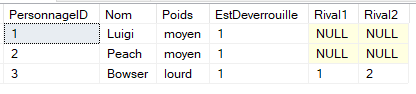 PersonnageID Nom Poids EstDeverrouille Rival1 Rival2
1 Luigi moyen 1 NULL NULL
2 Peach moyen 1 NULL NULL
3 Bowser lourd 1 1 2